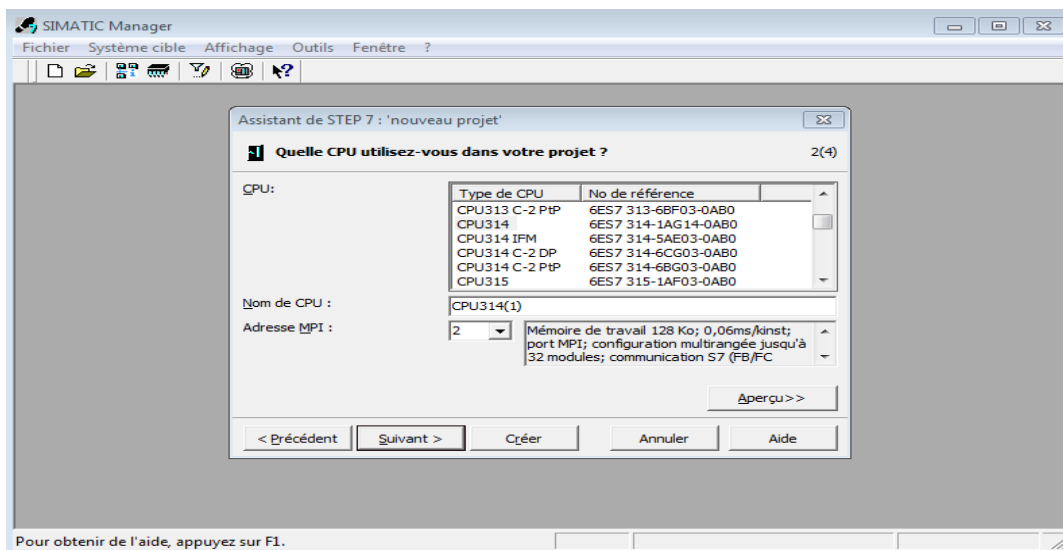 SIMATIC Manager
Fichier Système cible Affichage Outils Fenêtre ?
Assistant de STEP 7 : 'nouveau projet'
Quelle CPU utilisez-vous dans votre projet ? 2(4)
CPU:
Type de CPU No de référence
CPU313 C-2 PtP 6ES7 313-6BF03-0AB0
CPU314 6ES7 314-1AG14-0AB0
CPU314 IFM 6ES7 314-5AE03-0AB0
CPU314 C-2 DP 6ES7 314-6CG03-0AB0
CPU314 C-2 PtP 6ES7 314-6BG03-0AB0
CPU315 6ES7 315-1AF03-0AB0
Nom de CPU : CPU314(1)
Adresse MPI : 2
Mémoire de travail 128 Ko; 0,06ms/kinst;
port MPI; configuration multirangée jusqu'à
32 modules; communication S7 (FB/FC
Aperçu>>
< Précédent Suivant > Créer Annuler Aide
Pour obtenir de l'aide, appuyez sur F1.